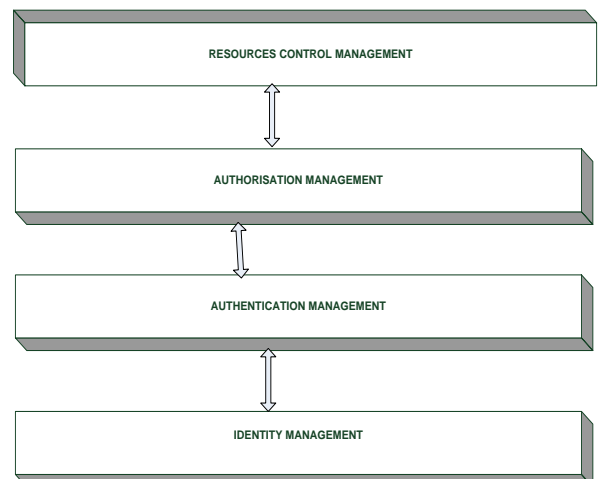 RESOURCES CONTROL MANAGEMENT
AUTHORISATION MANAGEMENT
AUTHENTICATION MANAGEMENT
IDENTITY MANAGEMENT